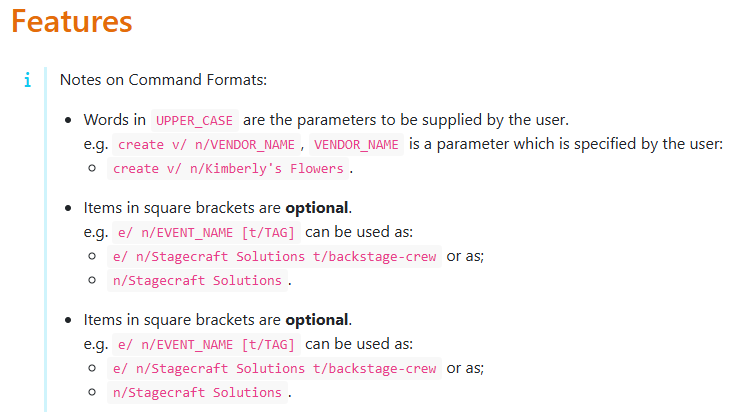 Features
i
Notes on Command Formats:
Words in UPPER_CASE are the parameters to be supplied by the user.
e.g. create v/ n/VENDOR_NAME , VENDOR_NAME is a parameter which is specified by the user:
create v/ n/Kimberly's Flowers .
Items in square brackets are optional.
e.g. e/ n/EVENT_NAME [t/TAG] can be used as:
e/ n/Stagecraft Solutions t/backstage-crew or as;
n/Stagecraft Solutions .
Items in square brackets are optional.
e.g. e/ n/EVENT_NAME [t/TAG] can be used as:
e/ n/Stagecraft Solutions t/backstage-crew or as;
n/Stagecraft Solutions .